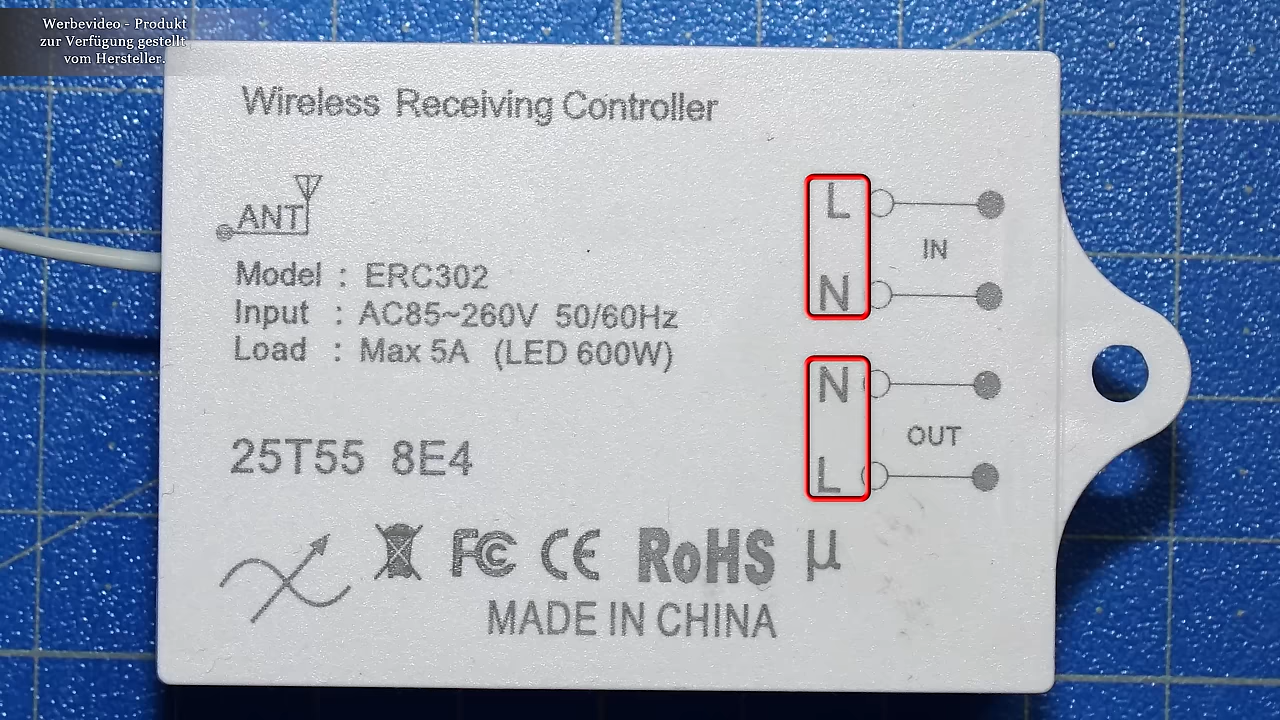 Werbevideo - Produkt
zur Verfügung gestellt
vom Hersteller.
Wireless Receiving Controller
ANT
Model : ERC302
Input : AC85~260V 50/60Hz
Load : Max 5A (LED 600W)
25T55 8E4
L
IN
N
N
OUT
L
FC CE RoHS μ
MADE IN CHINA